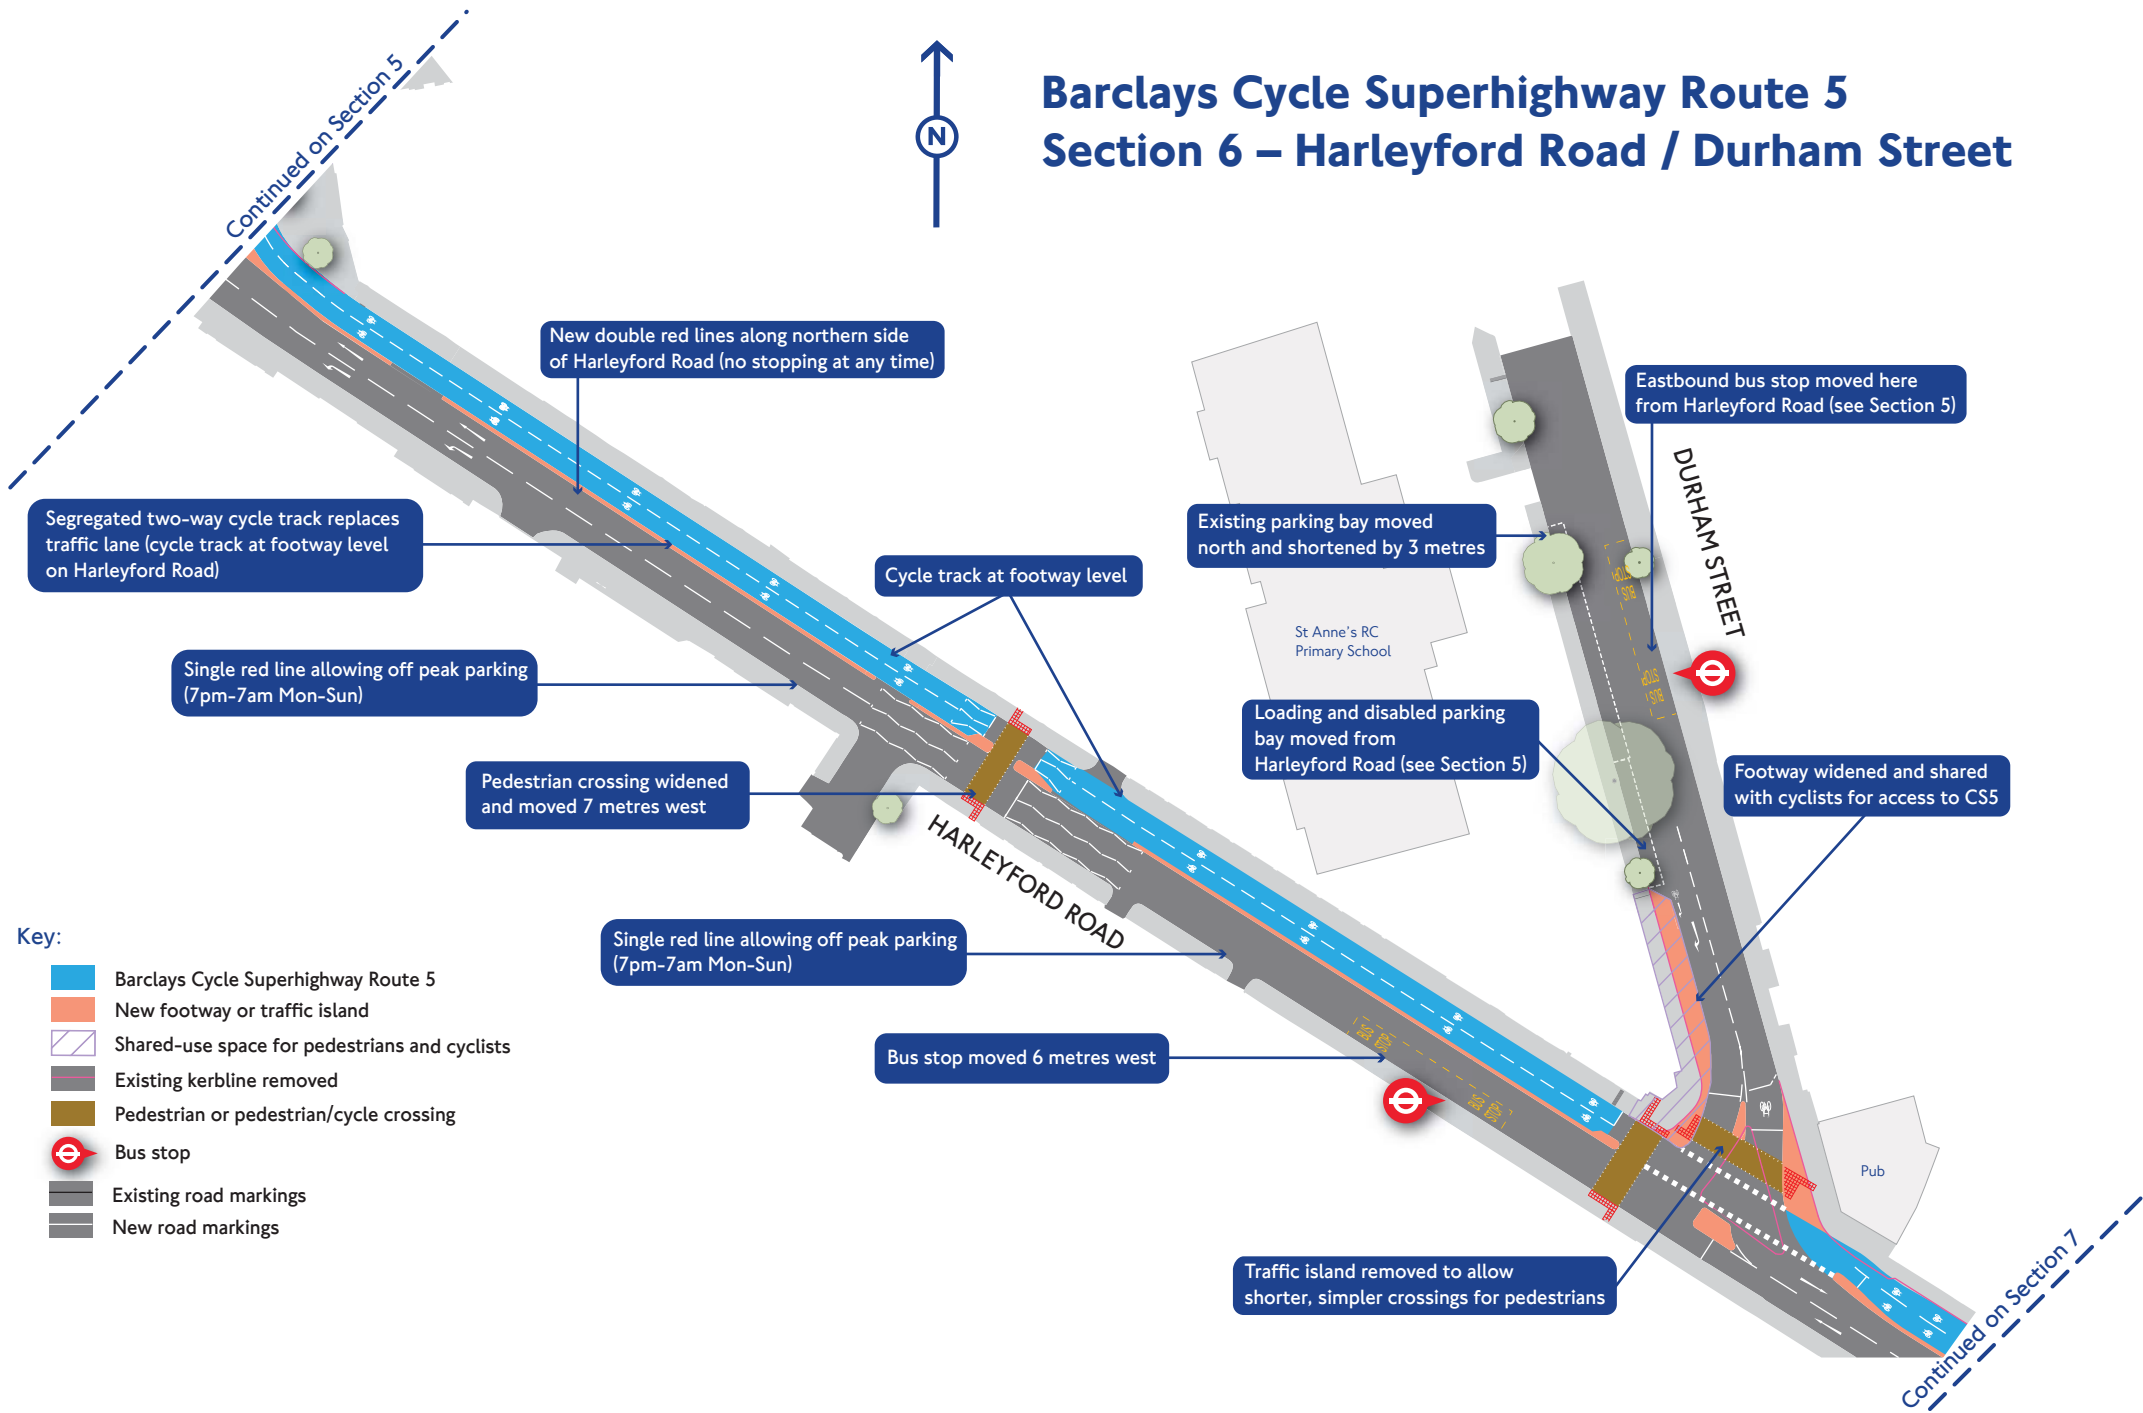 Barclays Cycle Superhighway Route 5
Section 6 – Harleyford Road / Durham Street
N
Continued on Section 5
New double red lines along northern side
of Harleyford Road (no stopping at any time)
Eastbound bus stop moved here
from Harleyford Road (see Section 5)
DURHAM STREET
Segregated two-way cycle track replaces
traffic lane (cycle track at footway level
on Harleyford Road)
Existing parking bay moved
north and shortened by 3 metres
Cycle track at footway level
St Anne's RC
Primary School
Single red line allowing off peak parking
(7pm-7am Mon-Sun)
Loading and disabled parking
bay moved from
Harleyford Road (see Section 5)
Pedestrian crossing widened
and moved 7 metres west
Footway widened and shared
with cyclists for access to CS5
HARLEYFORD ROAD
Single red line allowing off peak parking
(7pm-7am Mon-Sun)
Bus stop moved 6 metres west
BUS STOP
BUS STOP
BUS STOP
BUS STOP
Pub
Traffic island removed to allow
shorter, simpler crossings for pedestrians
Continued on Section 7
Key:
Barclays Cycle Superhighway Route 5
New footway or traffic island
Shared-use space for pedestrians and cyclists
Existing kerbline removed
Pedestrian or pedestrian/cycle crossing
Bus stop
Existing road markings
New road markings